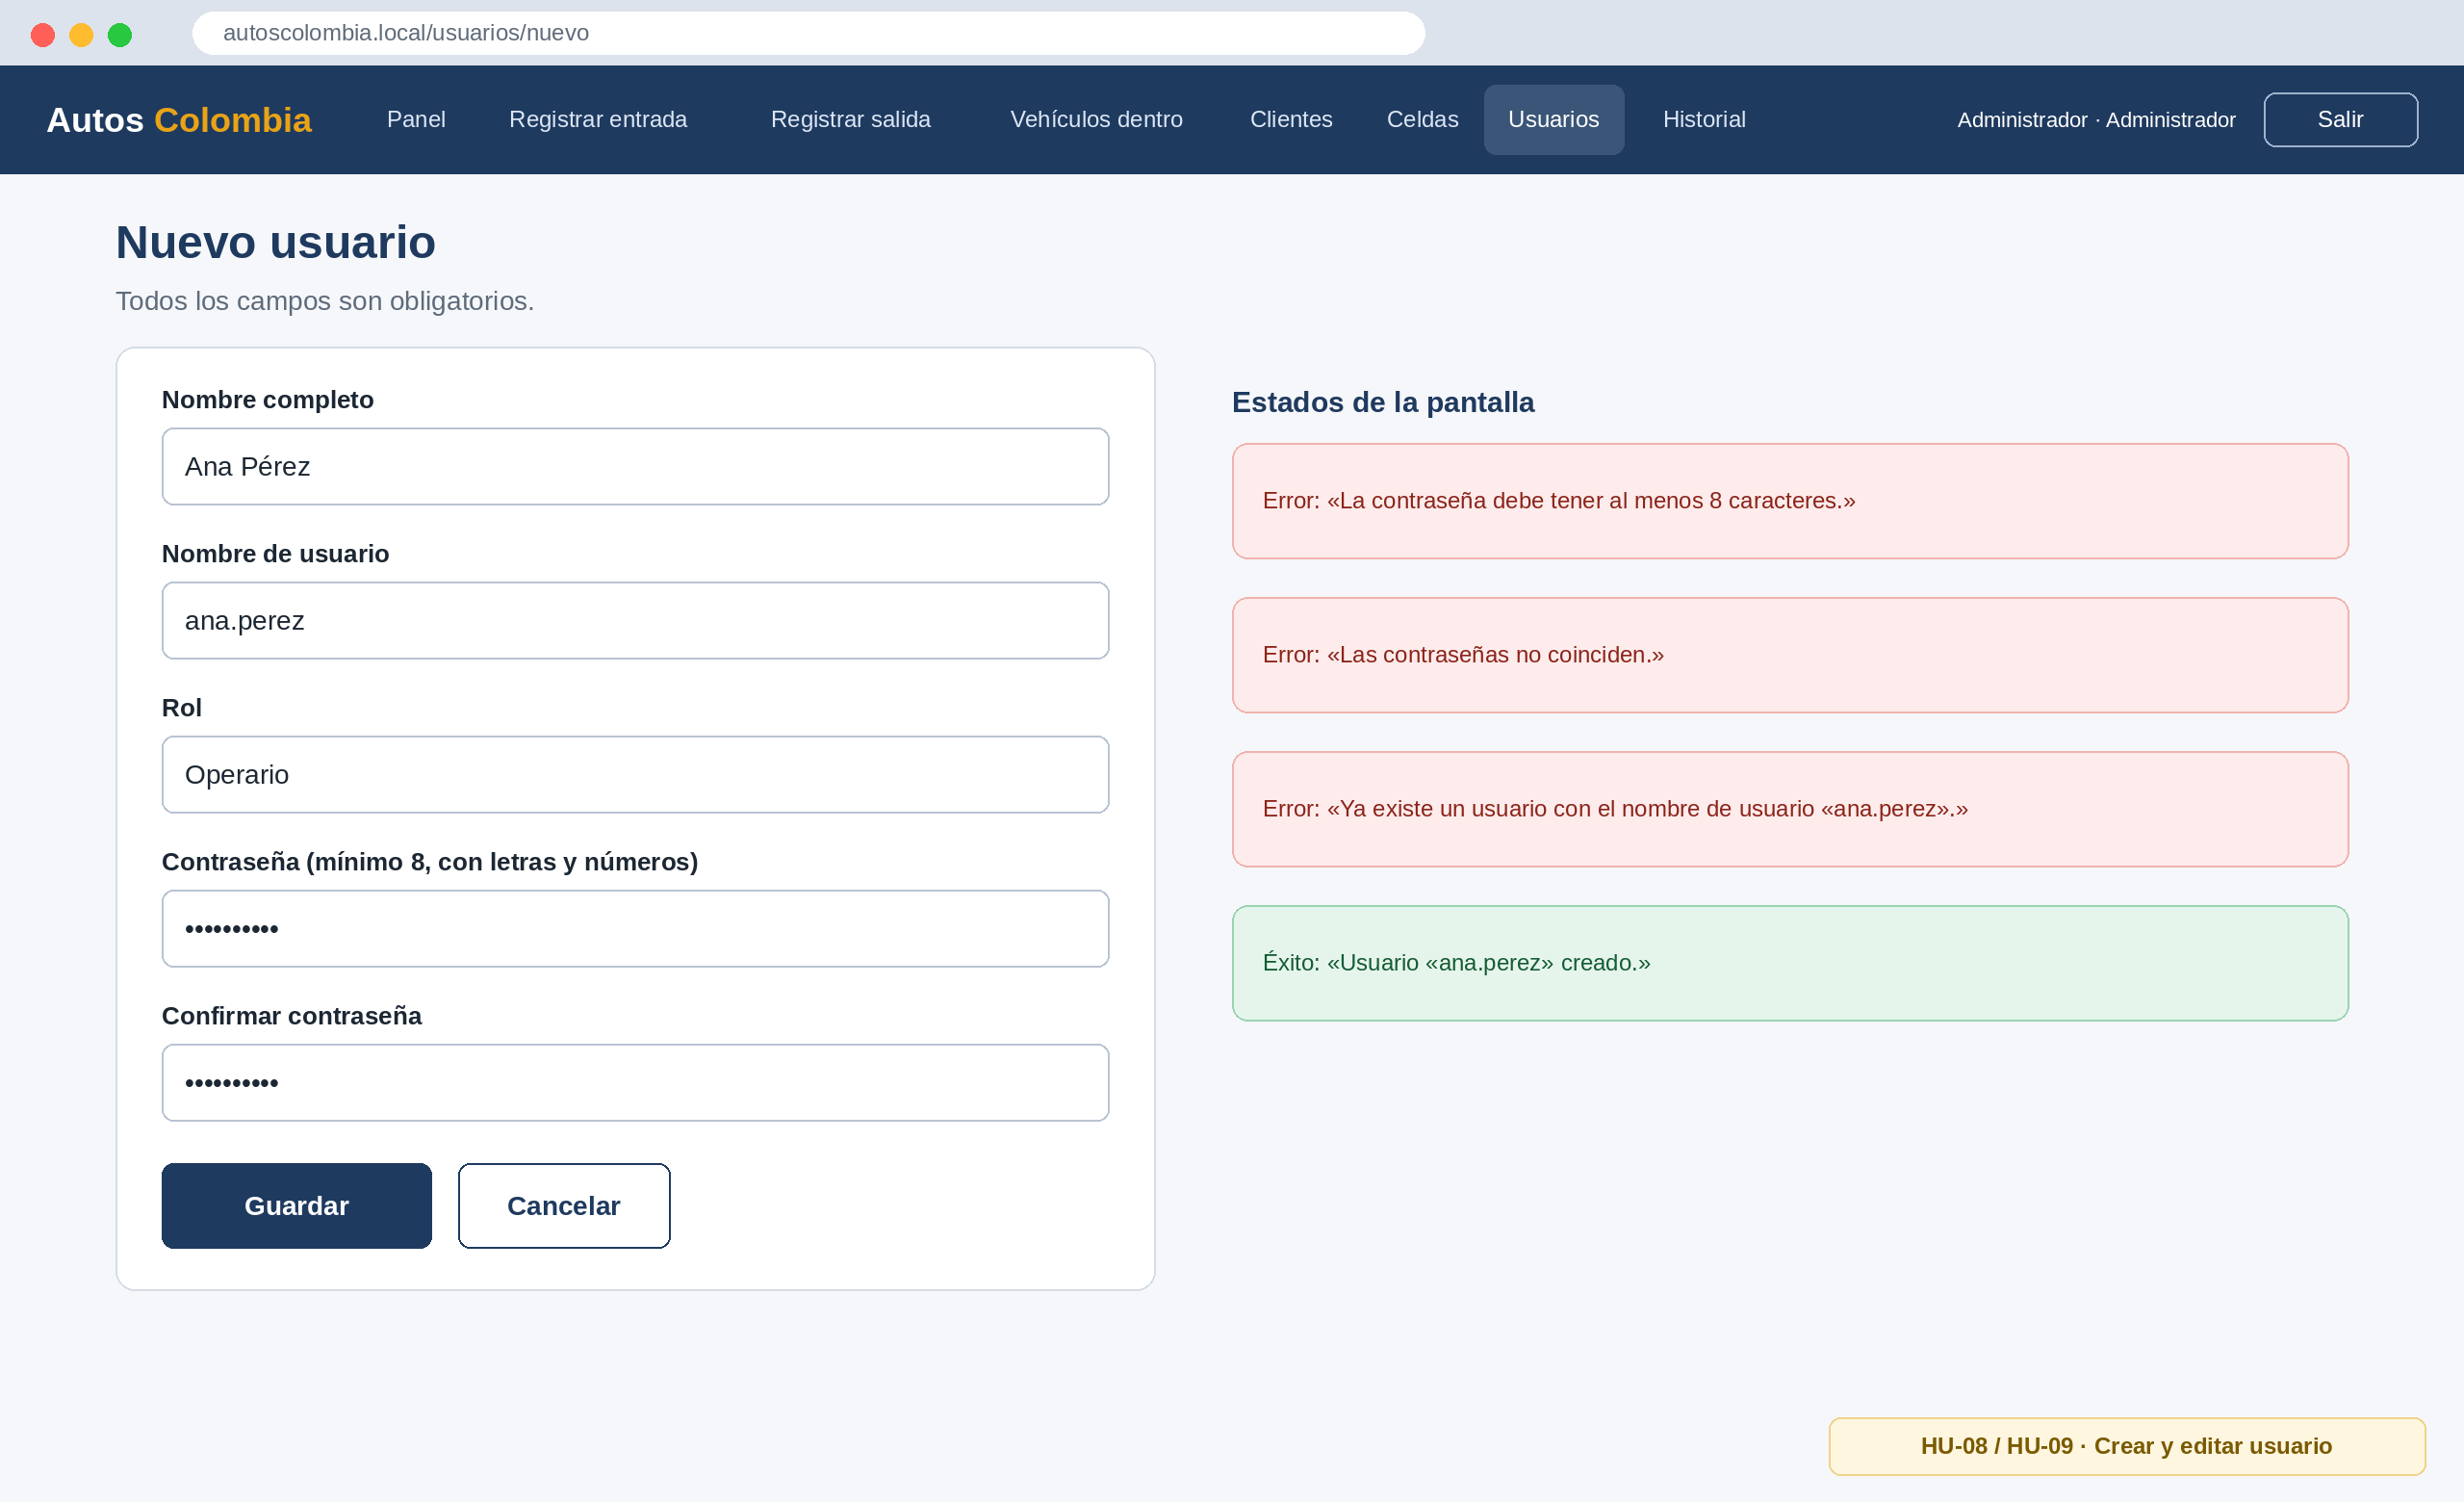 autoscolombia.local/usuarios/nuevo
Autos Colombia Panel Registrar entrada Registrar salida Vehículos dentro Clientes Celdas Usuarios Historial Administrador · Administrador Salir
Nuevo usuario
Todos los campos son obligatorios.
Nombre completo
Ana Pérez
Nombre de usuario
ana.perez
Rol
Operario
Contraseña (mínimo 8, con letras y números)
••••••••••
Confirmar contraseña
••••••••••
Guardar Cancelar
Estados de la pantalla
Error: «La contraseña debe tener al menos 8 caracteres.»
Error: «Las contraseñas no coinciden.»
Error: «Ya existe un usuario con el nombre de usuario «ana.perez».»
Éxito: «Usuario «ana.perez» creado.»
HU-08 / HU-09 · Crear y editar usuario